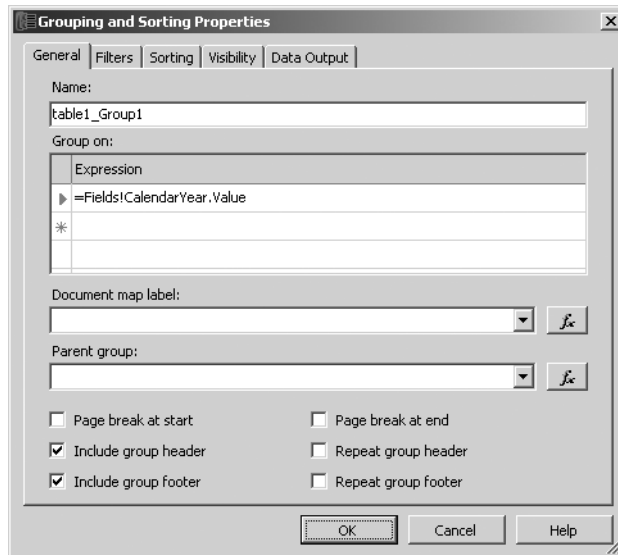 Grouping and Sorting Properties
General Filters Sorting Visibility Data Output
Name:
table1_Group1
Group on:
Expression
=Fields!CalendarYear.Value
Document map label:
fx
Parent group:
fx
Page break at start Page break at end
Include group header Repeat group header
Include group footer Repeat group footer
OK Cancel Help